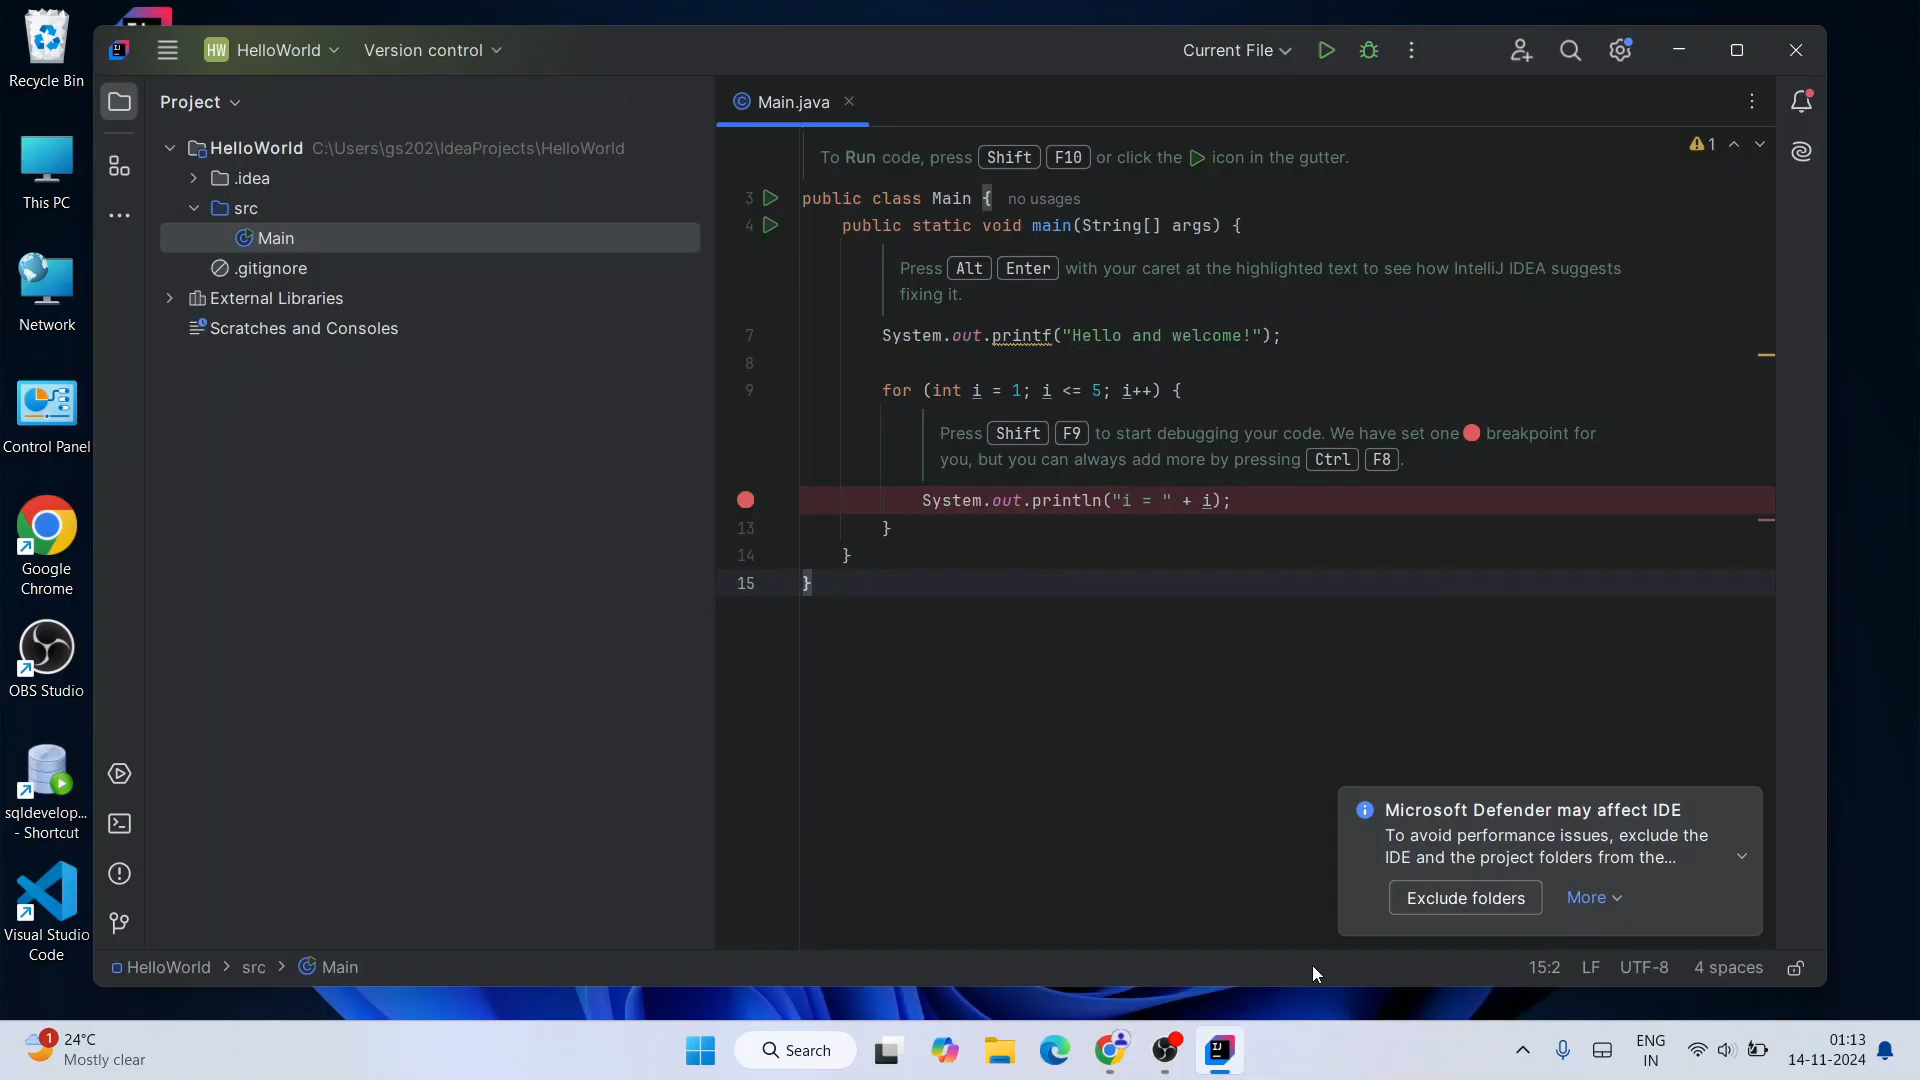 Recycle Bin
This PC
Network
Control Panel
Google
Chrome
OBS Studio
sqldevelop...
- Shortcut
Visual Studio
Code
HW HelloWorld
Version control
Current File
Project
HelloWorld C:\Users\gs202\IdeaProjects\HelloWorld
.idea
src
Main
.gitignore
External Libraries
Scratches and Consoles
Main.java
1
To Run code, press Shift F10 or click the icon in the gutter.
3 public class Main { no usages
4 public static void main(String[] args) {
Press Alt Enter with your caret at the highlighted text to see how IntelliJ IDEA suggests
fixing it.
7 System.out.printf("Hello and welcome!");
8
9 for (int i = 1; i <= 5; i++) {
Press Shift F9 to start debugging your code. We have set one breakpoint for
you, but you can always add more by pressing Ctrl F8.
System.out.println("i = " + i);
13 }
14 }
15 }
Microsoft Defender may affect IDE
To avoid performance issues, exclude the
IDE and the project folders from the...
Exclude folders More
HelloWorld > src > Main
15:2 LF UTF-8 4 spaces
1
24°C
Mostly clear
Search
ENG
IN
01:13
14-11-2024